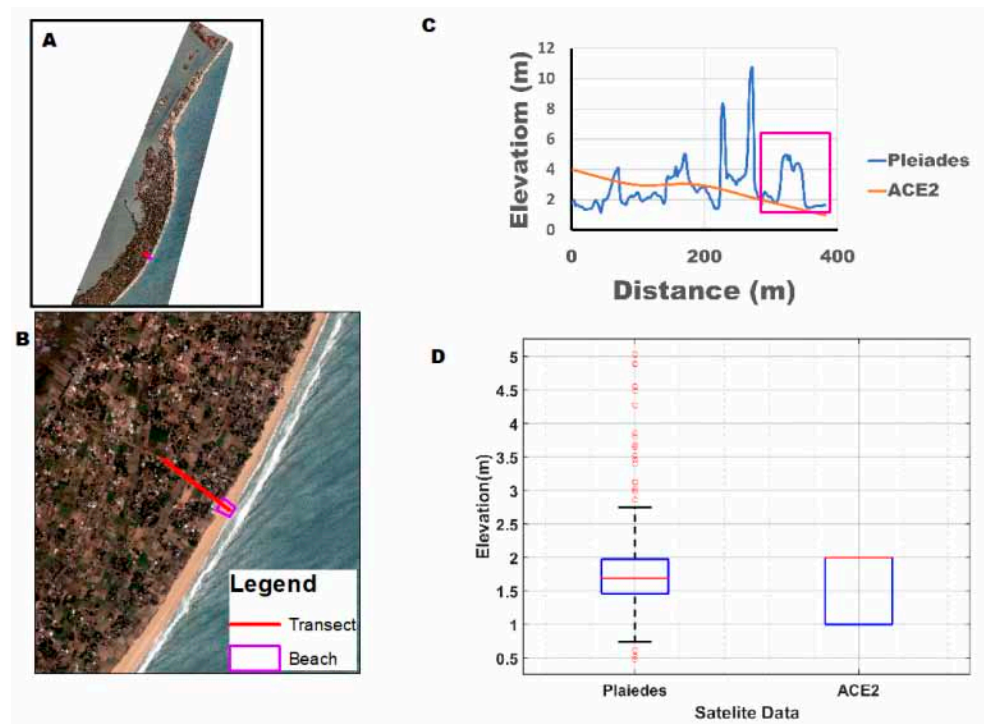 A
B
Legend
Transect
Beach
C
12
10
8
6
4
2
0
Elevatiom (m)
0 200 400
Distance (m)
Pleiades
ACE2
D
5
4.5
4
3.5
3
2.5
2
1.5
1
0.5
Elevation(m)
Plaiedes ACE2
Satelite Data